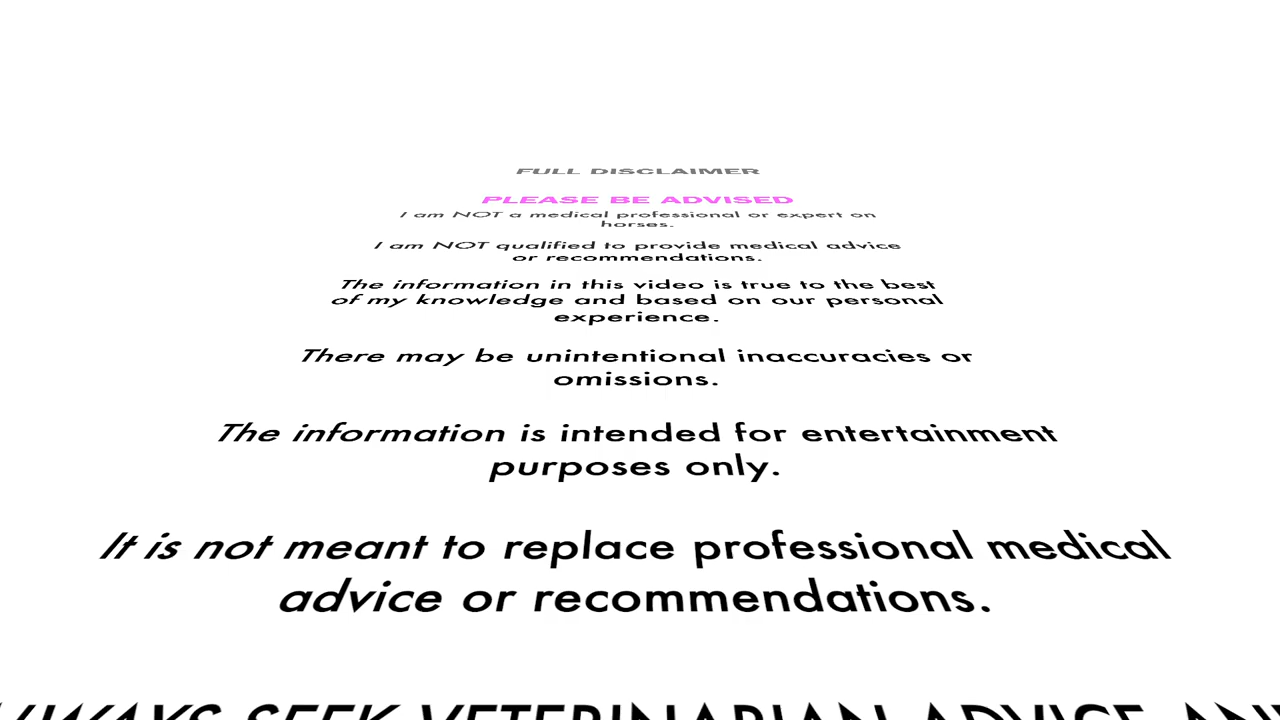 FULL DISCLAIMER
PLEASE BE ADVISED
I am NOT a medical professional or expert on
horses.
I am NOT qualified to provide medical advice
or recommendations.
The information in this video is true to the best
of my knowledge and based on our personal
experience.
There may be unintentional inaccuracies or
omissions.
The information is intended for entertainment
purposes only.
It is not meant to replace professional medical
advice or recommendations.
SEEK VETERINARIAN ADVICE